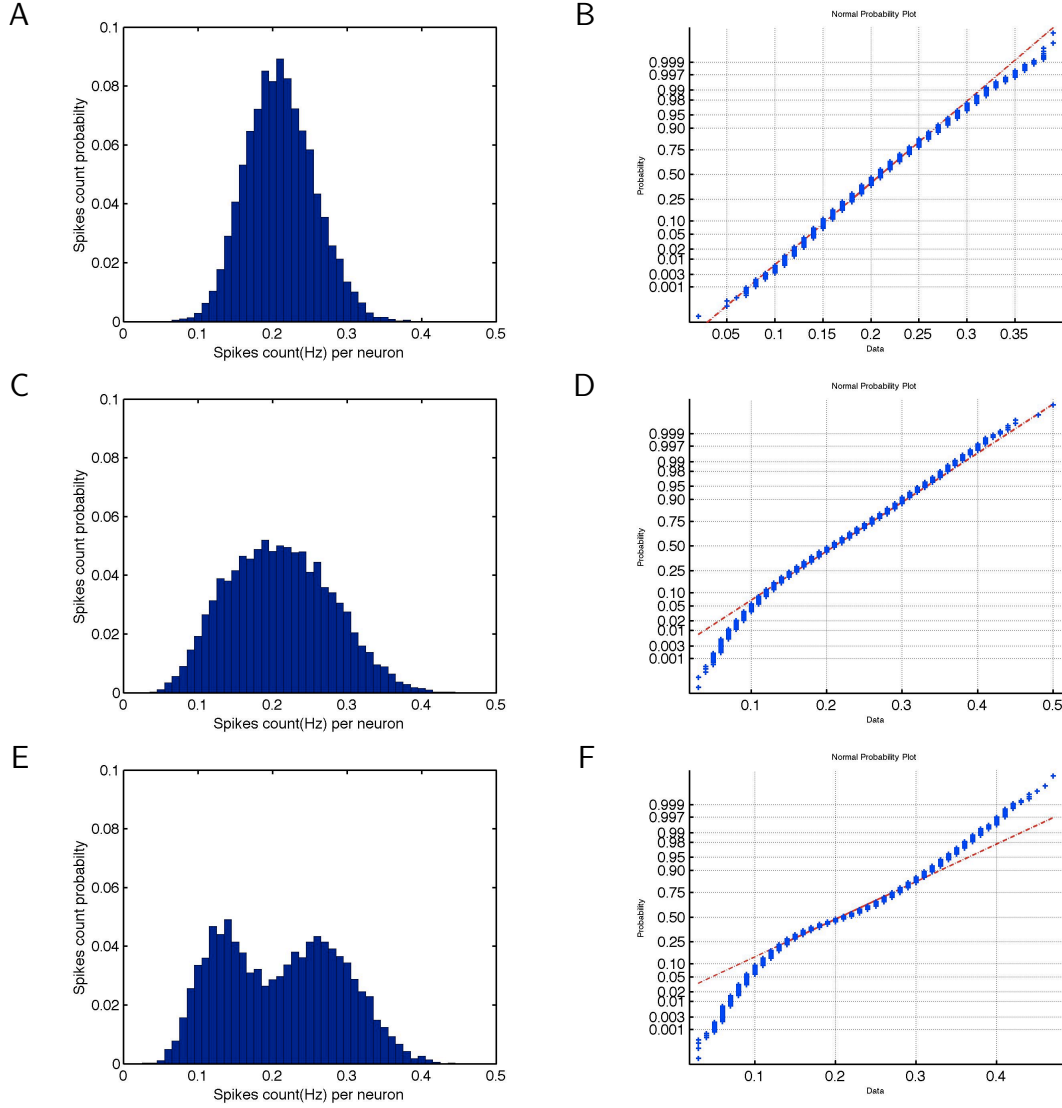 A
Spikes count probabilty
0.1
0.08
0.06
0.04
0.02
0
0 0.1 0.2 0.3 0.4 0.5
Spikes count(Hz) per neuron
B
Normal Probability Plot
Probability
0.999
0.997
0.99
0.98
0.95
0.90
0.75
0.50
0.25
0.10
0.05
0.02
0.01
0.003
0.001
0.05 0.1 0.15 0.2 0.25 0.3 0.35
Data
C
Spikes count probabilty
0.1
0.08
0.06
0.04
0.02
0
0 0.1 0.2 0.3 0.4 0.5
Spikes count(Hz) per neuron
D
Normal Probability Plot
Probability
0.999
0.997
0.99
0.98
0.95
0.90
0.75
0.50
0.25
0.10
0.05
0.02
0.01
0.003
0.001
0.1 0.2 0.3 0.4 0.5
Data
E
Spikes count probabilty
0.1
0.08
0.06
0.04
0.02
0
0 0.1 0.2 0.3 0.4 0.5
Spikes count(Hz) per neuron
F
Normal Probability Plot
Probability
0.999
0.997
0.99
0.98
0.95
0.75
0.50
0.25
0.10
0.05
0.02
0.01
0.003
0.001
0.1 0.2 0.3 0.4
Data